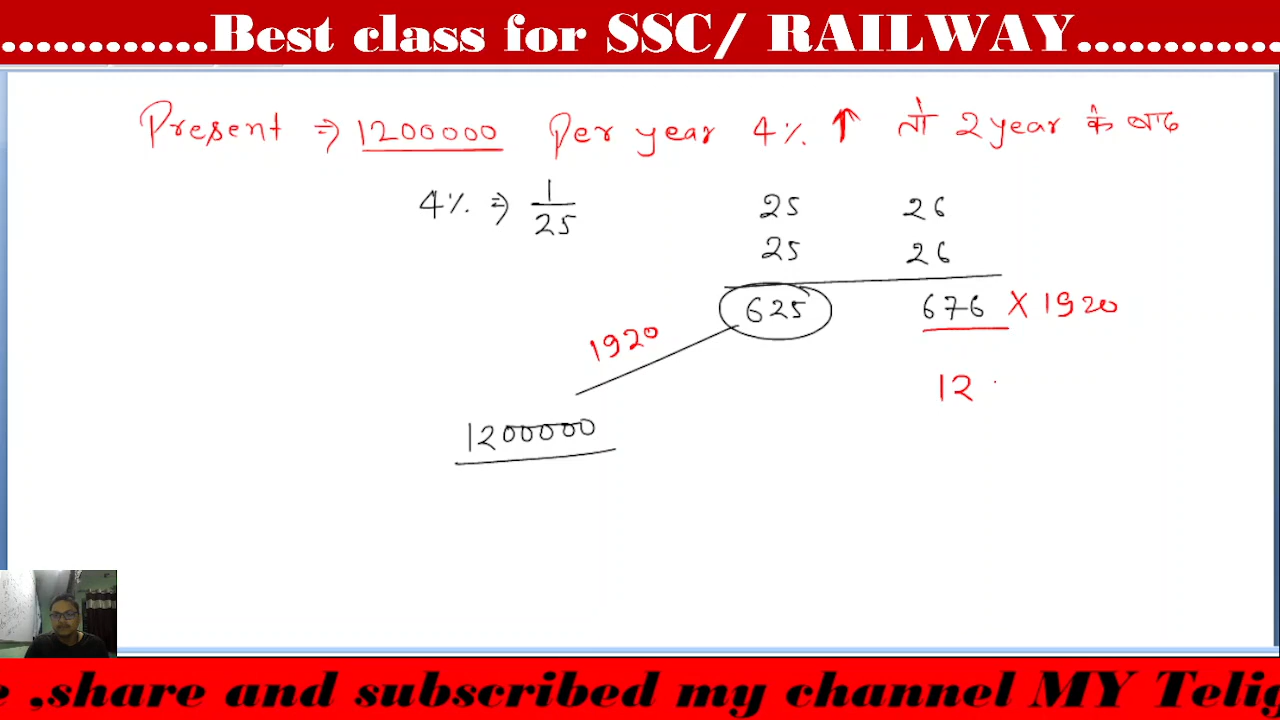 ............Best class for SSC/ RAILWAY............
Present ⇒ 1200000 Per year 4% ↑ तो 2 year के बाद
4% ⇒ 1/25
25 26
25 26
625 676 X 1920
1920
12
1200000
e ,share and subscribed my channel MY Telig